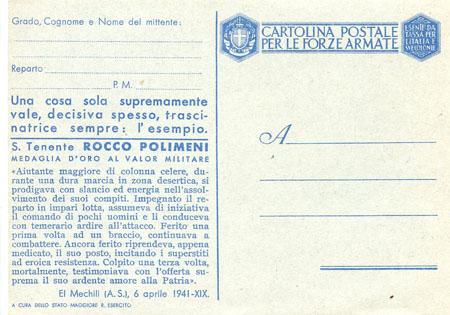 Grado, Cognome e Nome del mittente:
Reparto
P. M.
Una cosa sola supremamente
vale, decisiva spesso, trasci-
natrice sempre: l'esempio.
S. Tenente ROCCO POLIMENI
MEDAGLIA D'ORO AL VALOR MILITARE
«Aiutante maggiore di colonna celere, du-
rante una dura marcia in zona desertica, si
prodigava con slancio ed energia nell'assol-
vimento dei suoi compiti. Impegnato il re-
parto in impari lotta, assumeva di iniziativa
il comando di pochi uomini e li conduceva
con temerario ardire all'attacco. Ferito una
prima volta ad un braccio, continuava a
combattere. Ancora ferito riprendeva, appena
medicato, il suo posto, incitando i superstiti
ad eroica resistenza. Colpito una terza volta,
mortalmente, testimoniava con l'offerta su-
prema il suo ardente amore alla Patria».
El Mechili (A. S.), 6 aprile 1941-XIX.
A CURA DELLO STATO MAGGIORE R. ESERCITO
CARTOLINA POSTALE
PER LE FORZE ARMATE
ESENTE DA
TASSA PER
L'ITALIA E
LE COLONIE
A